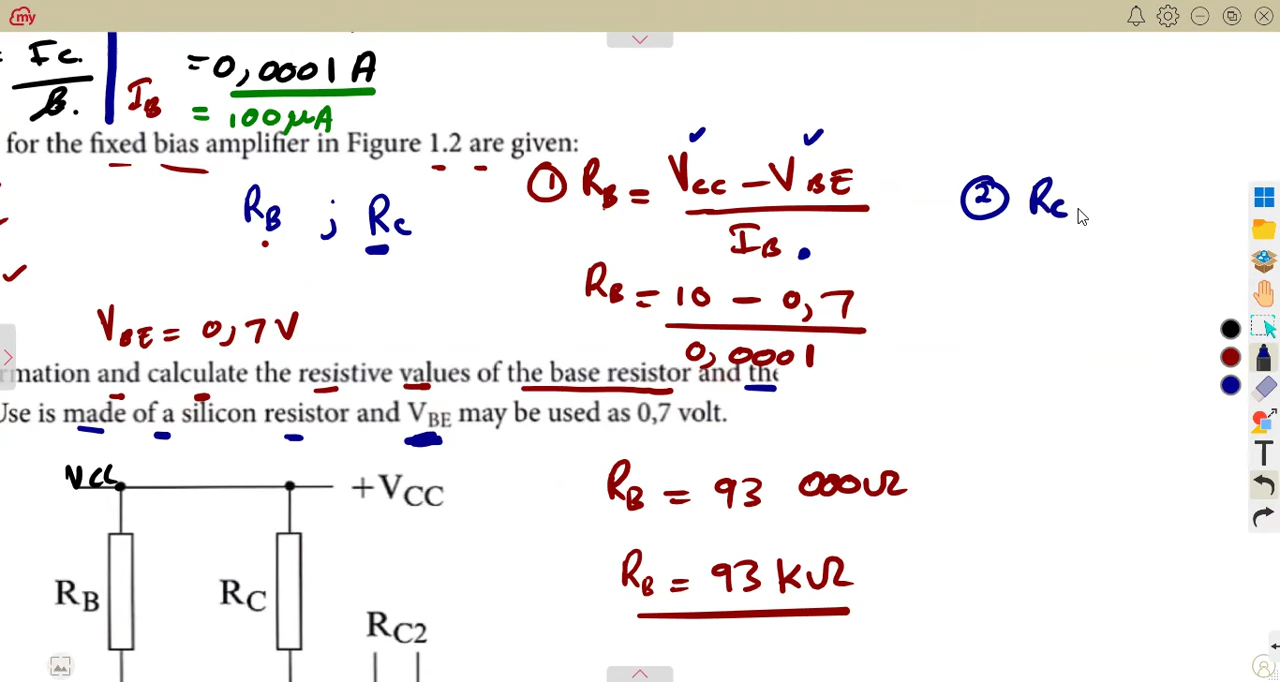 my
= Ic.
β.
IB
=0,0001 A
= 100μA
for the fixed bias amplifier in Figure 1.2 are given:
RB ; RC
① RB = VCC – VBE
IB
② RC
RB = 10 – 0,7
0,0001
VBE = 0,7 V
rmation and calculate the resistive values of the base resistor and the
Use is made of a silicon resistor and VBE may be used as 0,7 volt.
VCC
+VCC
RB = 93 000Ω
RB = 93 kΩ
RB
RC
RC2
T